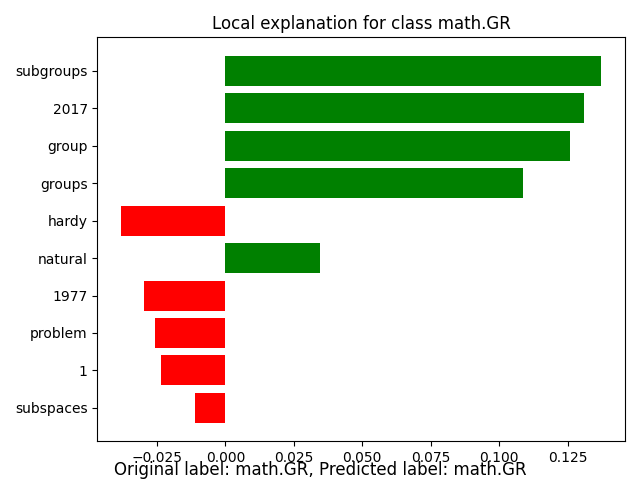 Local explanation for class math.GR
subgroups
2017
group
groups
hardy
natural
1977
problem
1
subspaces
−0.025 0.000 0.025 0.050 0.075 0.100 0.125
Original label: math.GR, Predicted label: math.GR